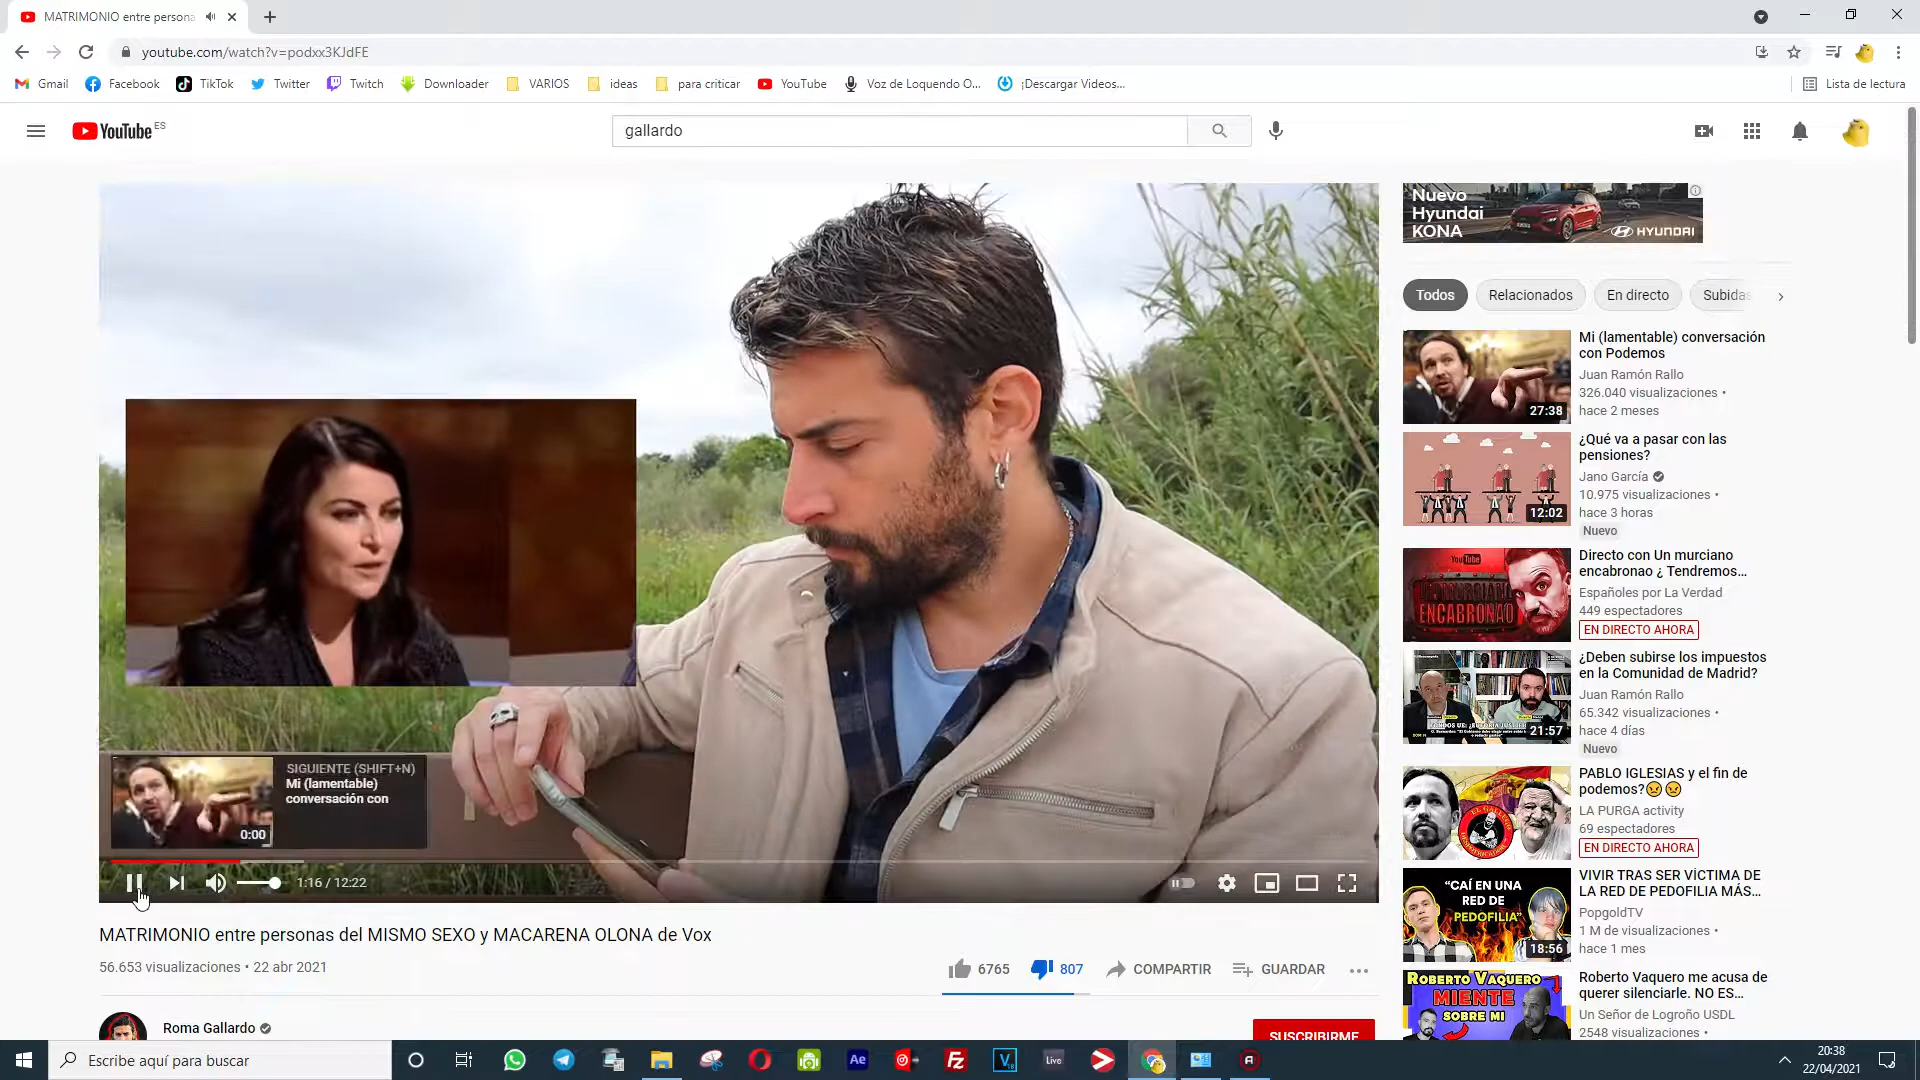 MATRIMONIO entre persona
youtube.com/watch?v=podxx3KJdFE
Gmail Facebook TikTok Twitter Twitch Downloader VARIOS ideas para criticar YouTube Voz de Loquendo O... ¡Descargar Videos... Lista de lectura
YouTube ES
gallardo
Nuevo
Hyundai
KONA
HYUNDAI
Todos Relacionados En directo Subidas
Mi (lamentable) conversación
con Podemos
Juan Ramón Rallo
326.040 visualizaciones •
hace 2 meses
27:38
¿Qué va a pasar con las
pensiones?
Jano García
10.975 visualizaciones •
hace 3 horas
Nuevo
12:02
YouTube
UN MURCIANO
ENCABRONAO
Directo con Un murciano
encabronao ¿ Tendremos...
Españoles por La Verdad
449 espectadores
EN DIRECTO AHORA
¿Deben subirse los impuestos
en la Comunidad de Madrid?
Juan Ramón Rallo
65.342 visualizaciones •
hace 4 días
Nuevo
21:57
PABLO IGLESIAS y el fin de
podemos?😡😡
LA PURGA activity
69 espectadores
EN DIRECTO AHORA
"CAÍ EN UNA
RED DE
PEDOFILIA"
18:56
VIVIR TRAS SER VÍCTIMA DE
LA RED DE PEDOFILIA MÁS...
PopgoldTV
1 M de visualizaciones •
hace 1 mes
ROBERTO VAQUERO
MIENTE
SOBRE MI
Roberto Vaquero me acusa de
querer silenciarle. NO ES...
Un Señor de Logroño USDL
2548 visualizaciones •
SIGUIENTE (SHIFT+N)
Mi (lamentable)
conversación con
0:00
1:16 / 12:22
MATRIMONIO entre personas del MISMO SEXO y MACARENA OLONA de Vox
56.653 visualizaciones • 22 abr 2021
6765 807 COMPARTIR GUARDAR
Roma Gallardo
SUSCRIBIRME
Escribe aquí para buscar
Ae
Fz
Live
20:38
22/04/2021